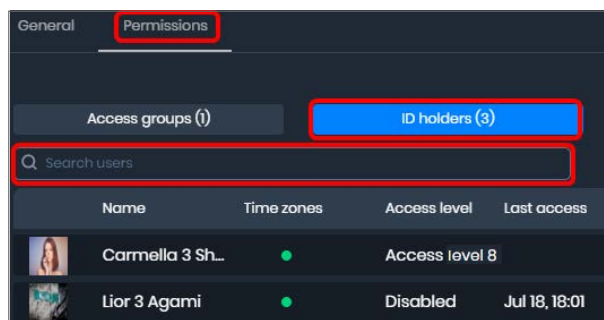 General Permissions
Access groups (1) ID holders (3)
Search users
Name Time zones Access level Last access
Carmella 3 Sh... Access level 8
Lior 3 Agami Disabled Jul 18, 18:01